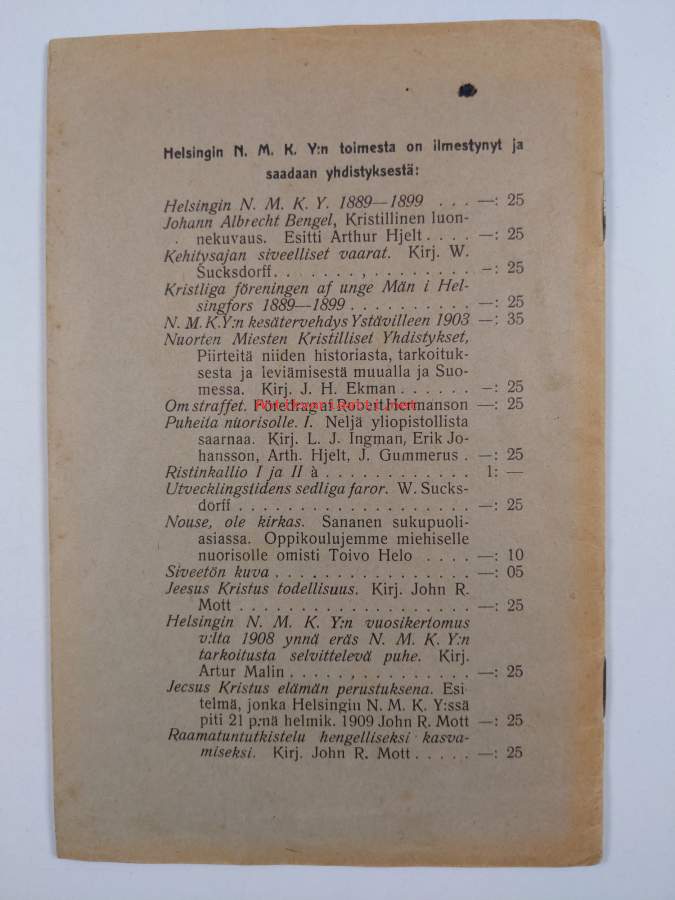 Helsingin N. M. K. Y:n toimesta on ilmestynyt ja
saadaan yhdistyksestä:
Helsingin N. M. K. Y. 1889—1899 . . . —: 25
Johann Albrecht Bengel, Kristillinen luon-
nekuvaus. Esitti Arthur Hjelt . . . . —: 25
Kehitysajan siveelliset vaarat. Kirj. W.
Sucksdorff. . . . . . , . . . . . . . —: 25
Kristliga föreningen af unge Män i Hel-
singfors 1889—1899 . . . . . . . . . . —: 25
N. M. K.Y:n kesätervehdys Ystävilleen 1903 —: 35
Nuorten Miesten Kristilliset Yhdistykset,
Piirteitä niiden historiasta, tarkoituk-
sesta ja leviämisestä muualla ja Suo-
messa. Kirj. J. H. Ekman . . . . . . —: 25
Om straffet. Föredrag af Robert Hermanson —: 25
Puheita nuorisolle. I. Neljä yliopistollista
saarnaa. Kirj. L. J. Ingman, Erik Jo-
hansson, Arth. Hjelt, J. Gummerus . —: 25
Ristinkallio I ja II à . . . . . . . . . . . . 1: —
Utvecklingstidens sedliga faror. W. Sucks-
dorff . . . . . . . . . . . . . . . . . —: 25
Nouse, ole kirkas. Sananen sukupuoli-
asiassa. Oppikoulujemme miehiselle
nuorisolle omisti Toivo Helo . . . . —: 10
Siveetön kuva . . . . . . . . . . . . . . . —: 05
Jeesus Kristus todellisuus. Kirj. John R.
Mott . . . . . . . . . . . . . . . . . . —: 25
Helsingin N. M. K. Y:n vuosikertomus
v:lta 1908 ynnä eräs N. M. K. Y:n
tarkoitusta selvittelevä puhe. Kirj.
Artur Malin . . . . . , . . . . . . . —: 25
Jecsus Kristus elämän perustuksena. Esi-
telmä, jonka Helsingin N. M. K. Y:ssä
piti 21 p:nä helmik. 1909 John R. Mott —: 25
Raamatuntutkistelu hengelliseksi kasva-
miseksi. Kirj. John R. Mott . . . . . —: 25